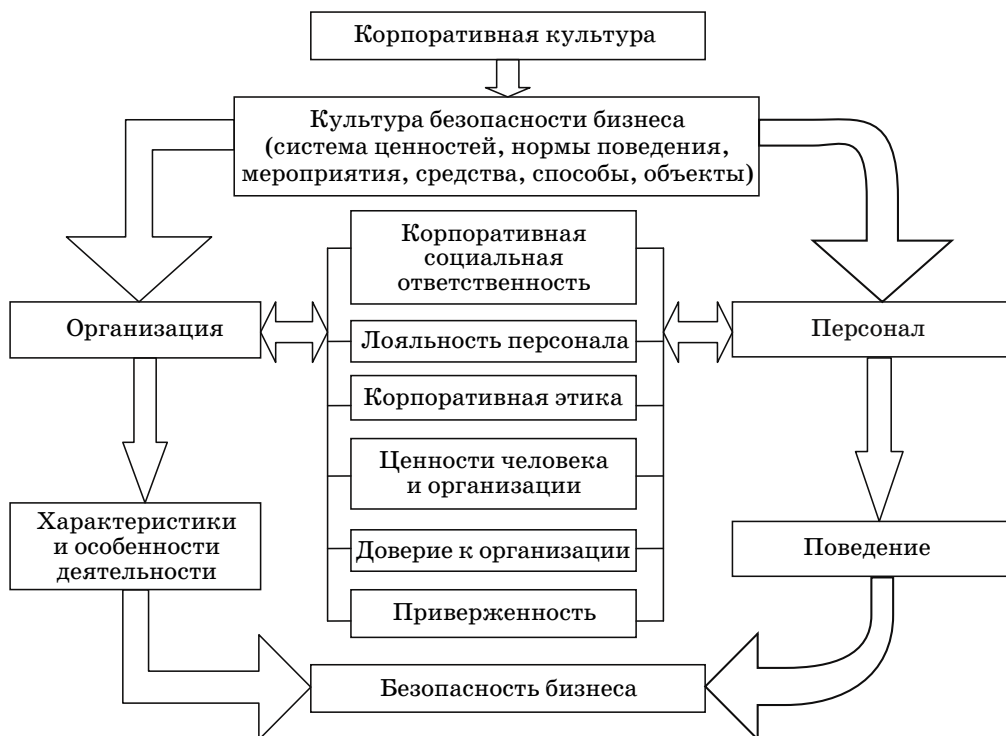 Корпоративная культура
Культура безопасности бизнеса
(система ценностей, нормы поведения,
мероприятия, средства, способы, объекты)
Корпоративная
социальная
ответственность
Организация
Лояльность персонала
Персонал
Корпоративная этика
Ценности человека
и организации
Характеристики
и особенности
деятельности
Доверие к организации
Поведение
Приверженность
Безопасность бизнеса